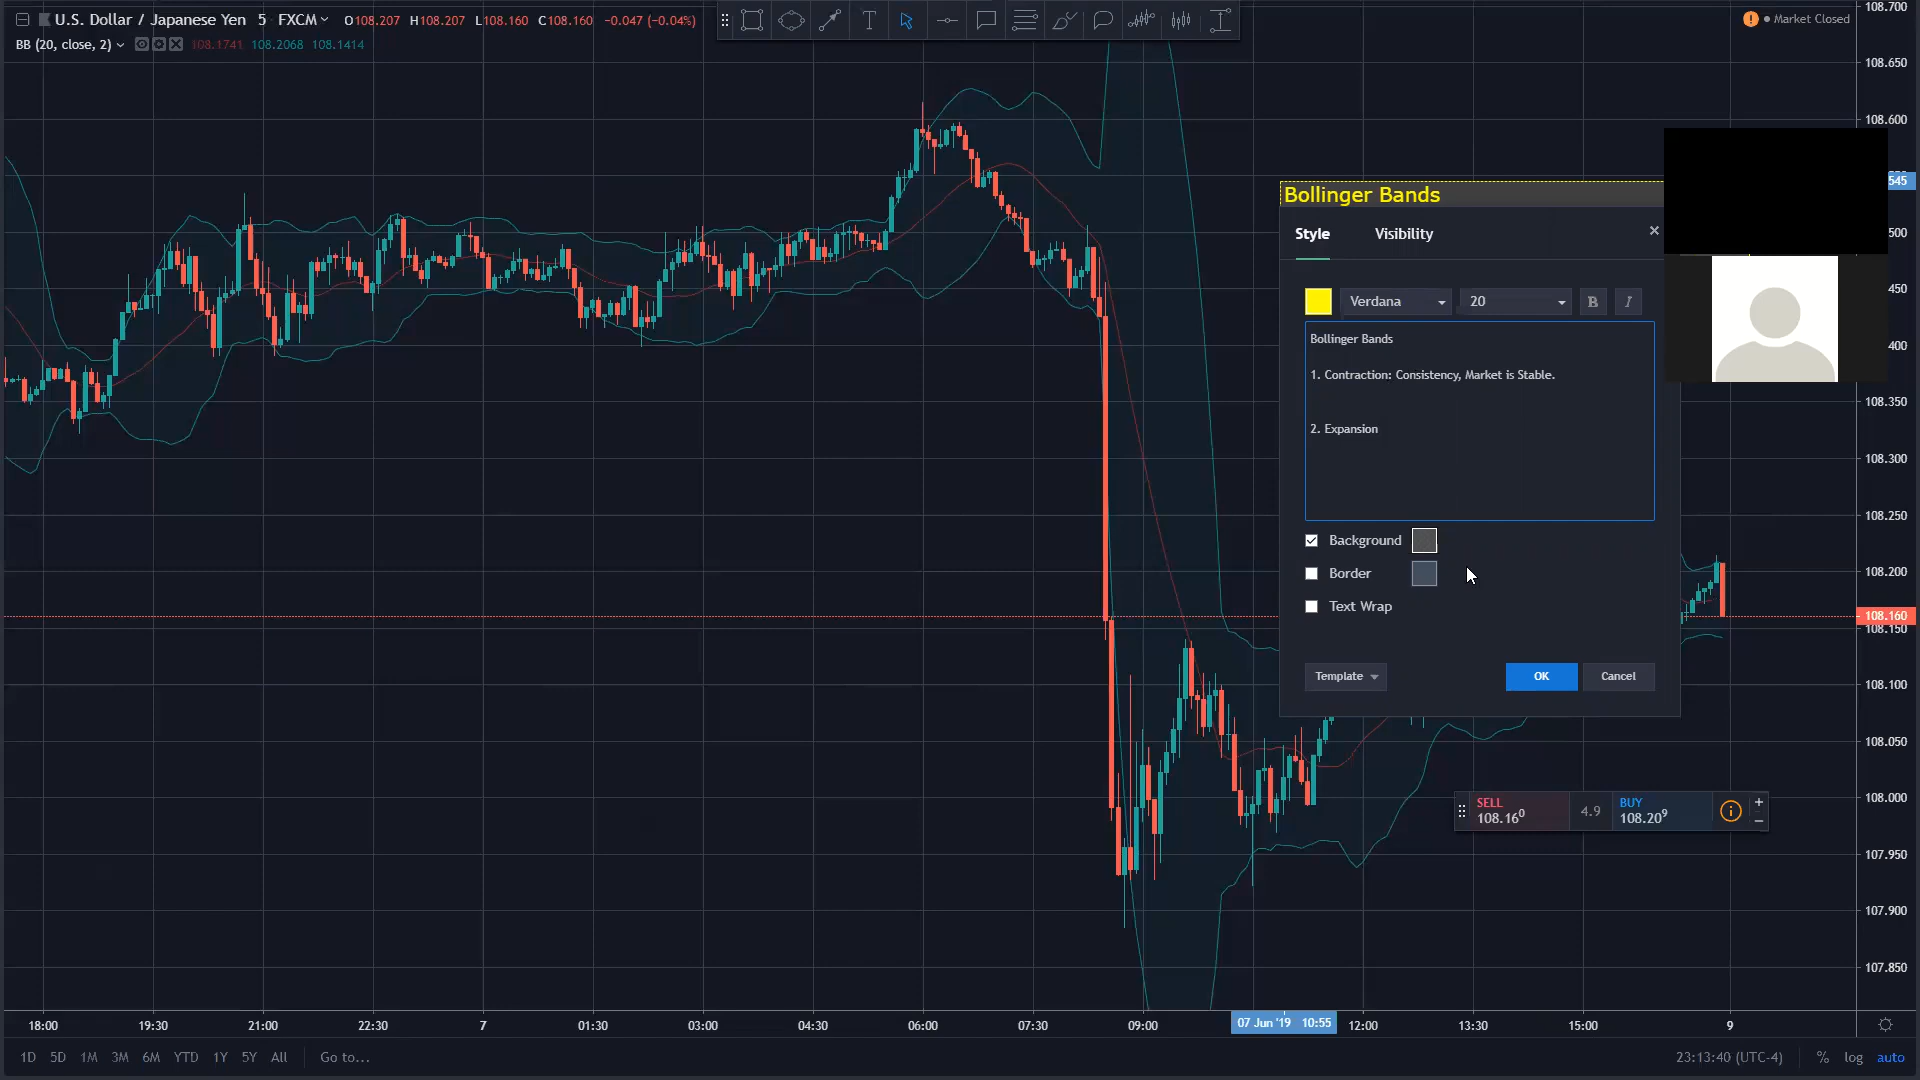 U.S. Dollar / Japanese Yen 5 FXCM O108.207 H108.207 L108.160 C108.160 −0.047 (−0.04%)
T
Market Closed
BB (20, close, 2) 108.1741 108.2068 108.1414
108.700
108.650
108.600
545
500
450
400
108.350
108.300
108.250
108.200
108.160
108.150
108.100
108.050
108.000
107.950
107.900
107.850
Bollinger Bands
Style Visibility
Verdana 20 B I
Bollinger Bands
1. Contraction: Consistency, Market is Stable.
2. Expansion
Background
Border
Text Wrap
Template OK Cancel
SELL 4.9 BUY
108.160 108.209
18:00 19:30 21:00 22:30 7 01:30 03:00 04:30 06:00 07:30 09:00 07 Jun '19 10:55 12:00 13:30 15:00 9
1D 5D 1M 3M 6M YTD 1Y 5Y All Go to... 23:13:40 (UTC-4) % log auto